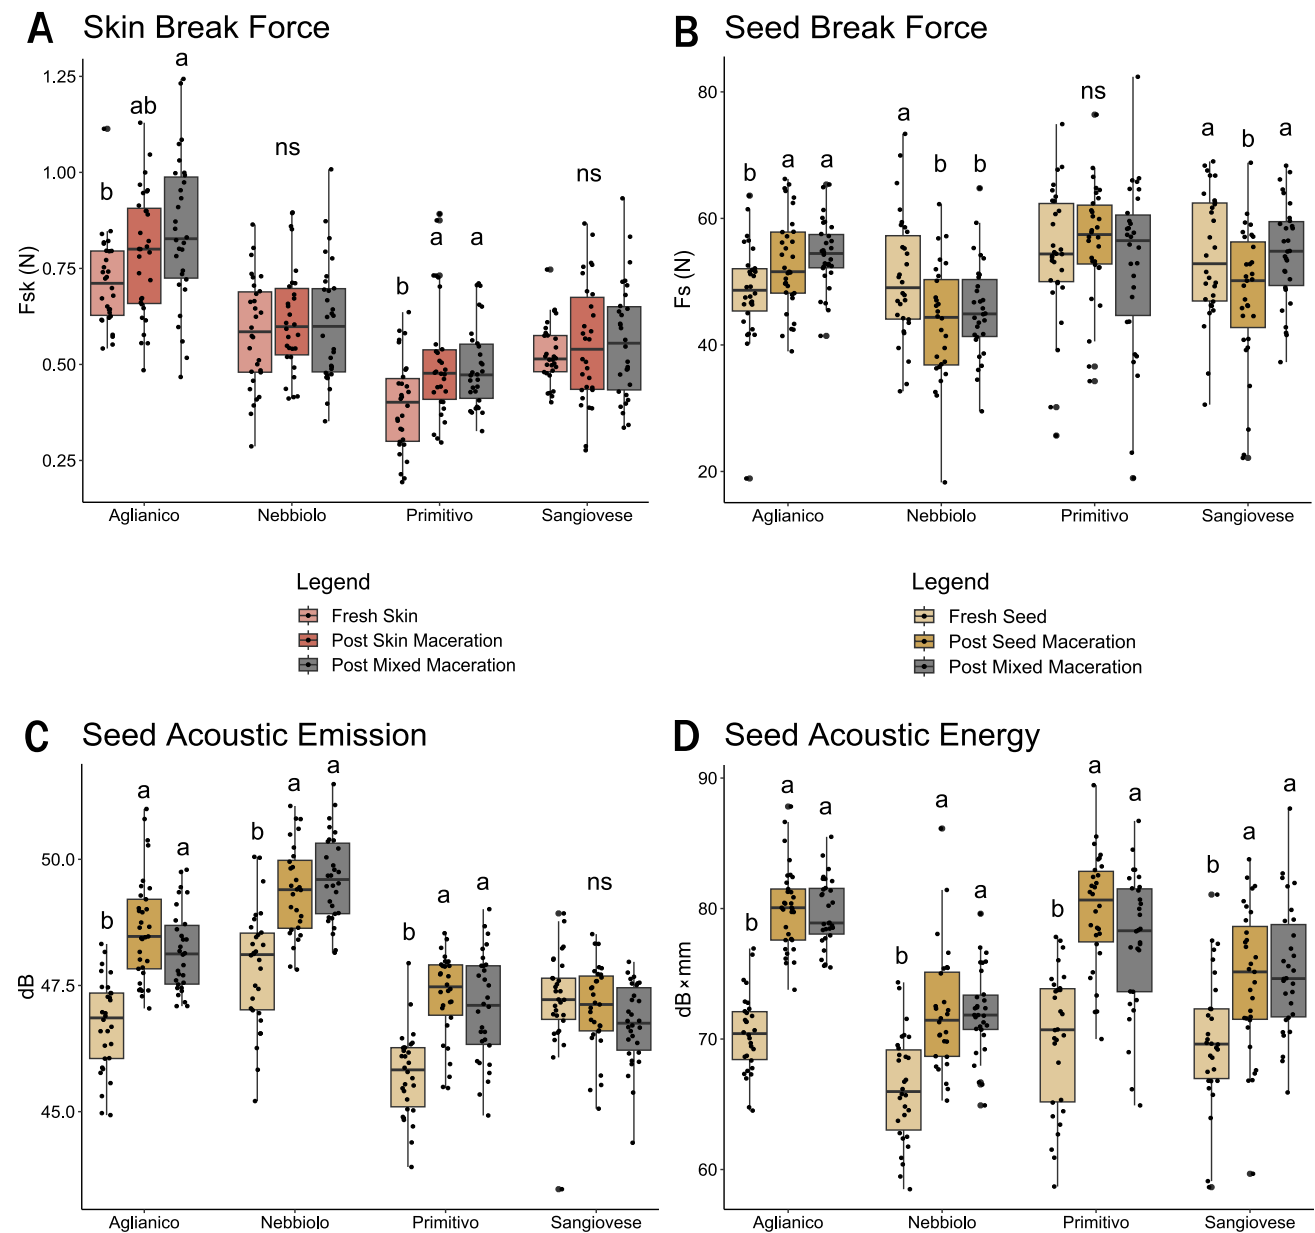 A Skin Break Force
1.25
1.00
0.75
0.50
0.25
Fsk (N)
b ab a
ns
b a a
ns
Aglianico Nebbiolo Primitivo Sangiovese
Legend
Fresh Skin
Post Skin Maceration
Post Mixed Maceration
B Seed Break Force
80
60
40
20
Fs (N)
b a a
a b b
ns
a b a
Aglianico Nebbiolo Primitivo Sangiovese
Legend
Fresh Seed
Post Seed Maceration
Post Mixed Maceration
C Seed Acoustic Emission
50.0
47.5
45.0
dB
b a a
b a a
b a a
ns
Aglianico Nebbiolo Primitivo Sangiovese
D Seed Acoustic Energy
90
80
70
60
dB × mm
b a a
b a a
b a a
b a a
Aglianico Nebbiolo Primitivo Sangiovese